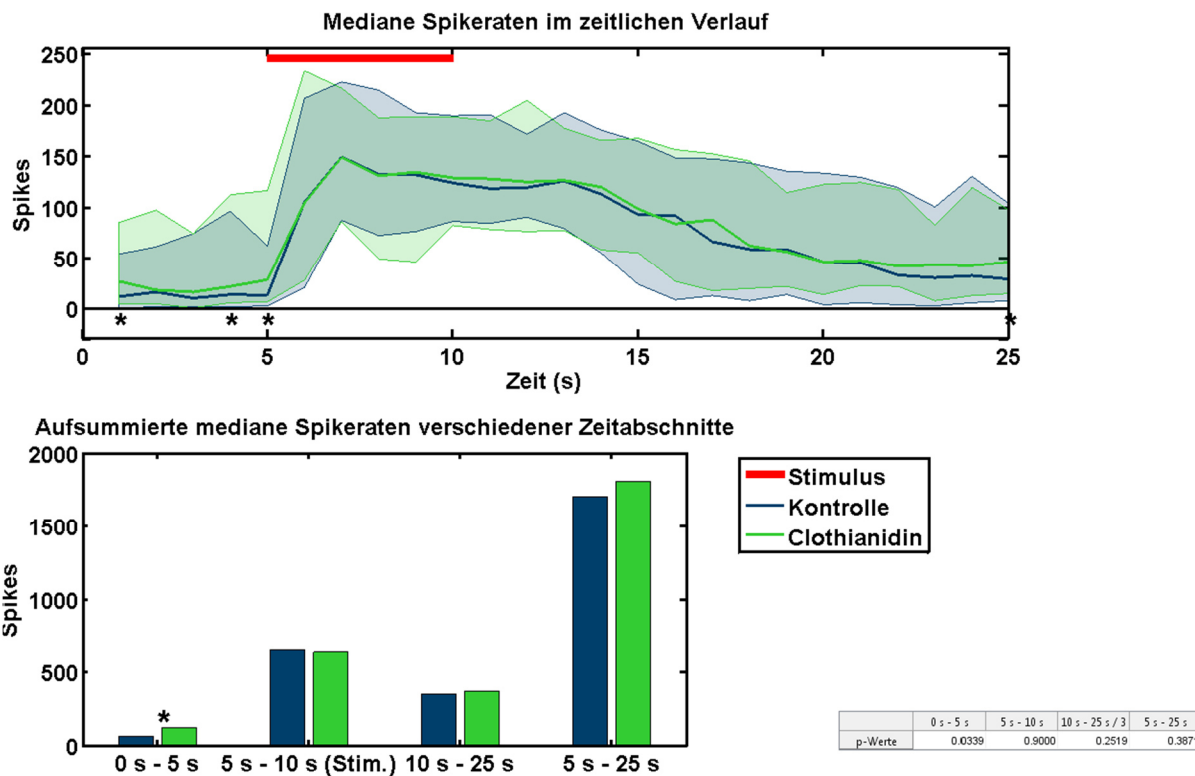 Mediane Spikeraten im zeitlichen Verlauf
250
200
150
100
50
0
Spikes
* * * *
0 5 10 15 20 25
Zeit (s)
Aufsummierte mediane Spikeraten verschiedener Zeitabschnitte
2000
1500
1000
500
0
Spikes
*
0 s - 5 s 5 s - 10 s (Stim.) 10 s - 25 s 5 s - 25 s
Stimulus
Kontrolle
Clothianidin
0 s - 5 s 5 s - 10 s 10 s - 25 s / 3 5 s - 25 s
p-Werte 0.0339 0.9000 0.2519